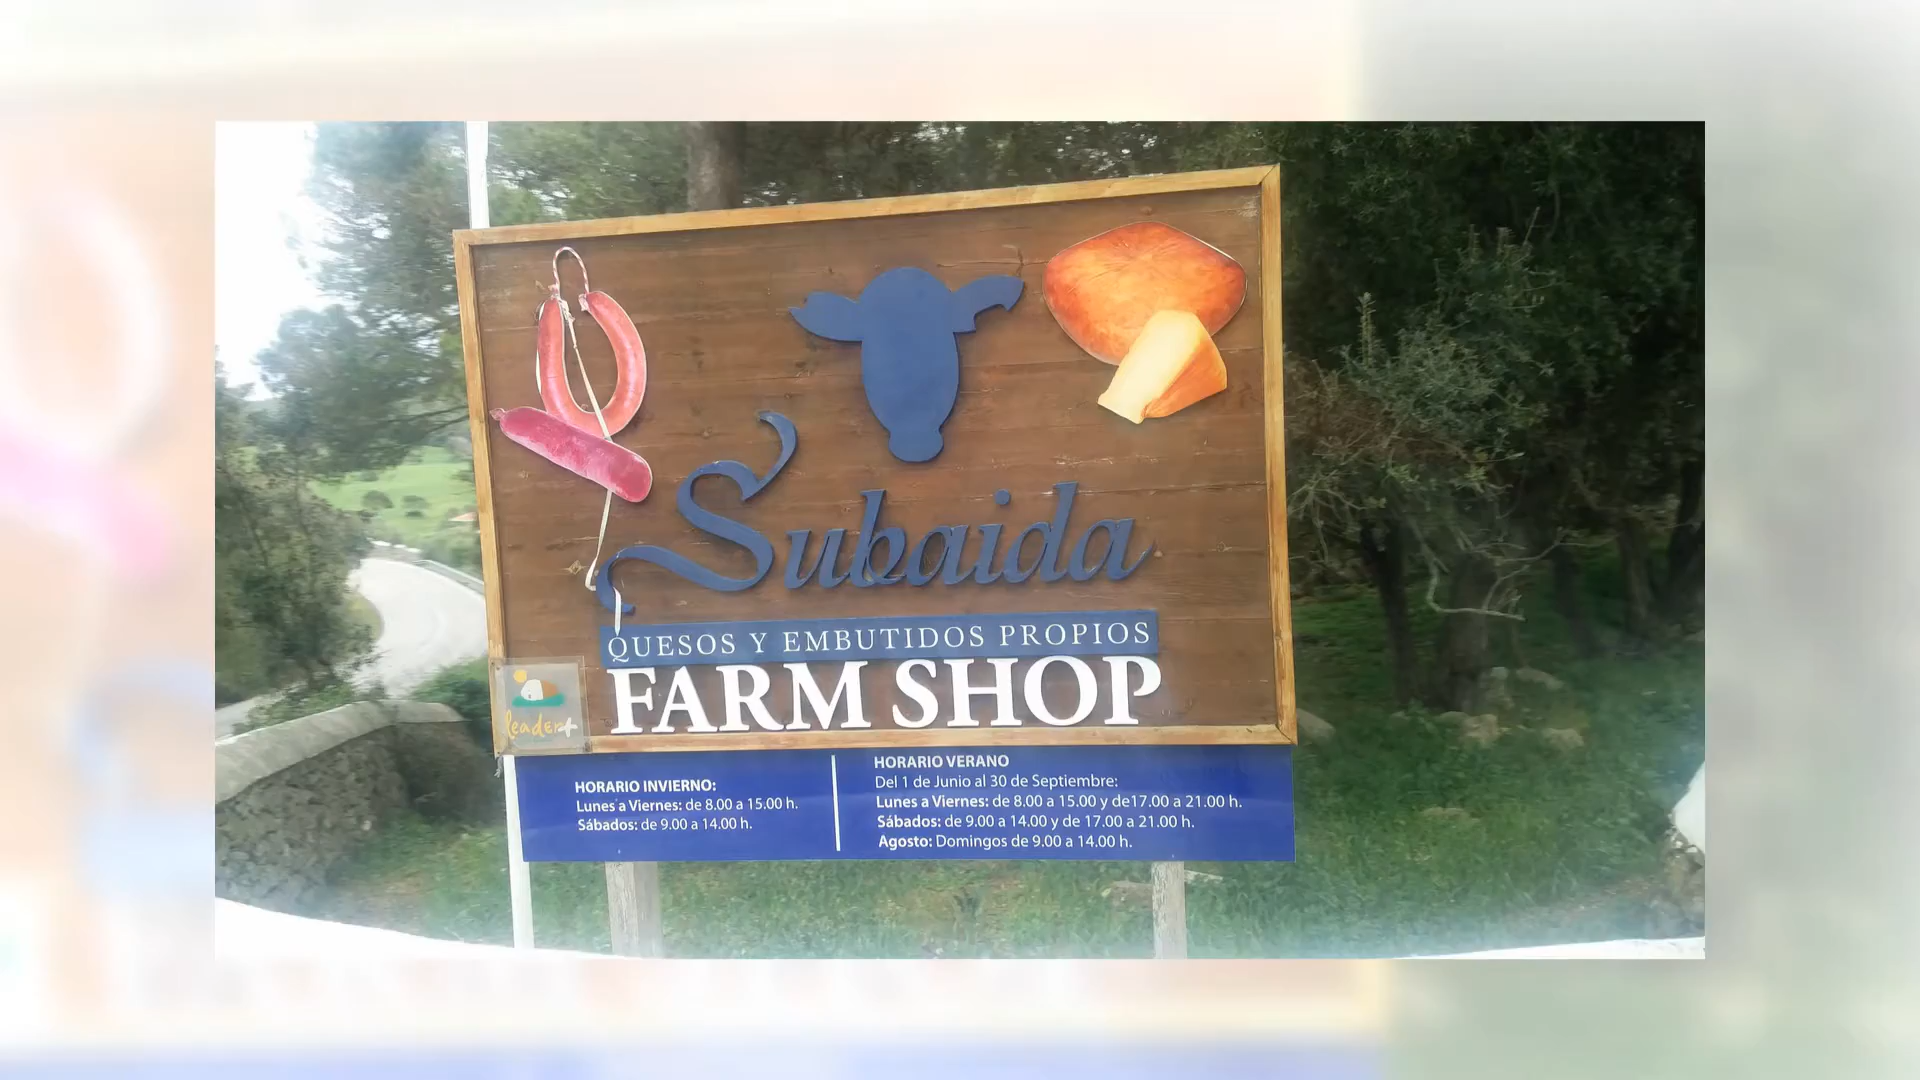 Subaida
QUESOS Y EMBUTIDOS PROPIOS
FARM SHOP
leader+
HORARIO INVIERNO:
Lunes a Viernes: de 8.00 a 15.00 h.
Sábados: de 9.00 a 14.00 h.
HORARIO VERANO
Del 1 de Junio al 30 de Septiembre:
Lunes a Viernes: de 8.00 a 15.00 y de17.00 a 21.00 h.
Sábados: de 9.00 a 14.00 y de 17.00 a 21.00 h.
Agosto: Domingos de 9.00 a 14.00 h.